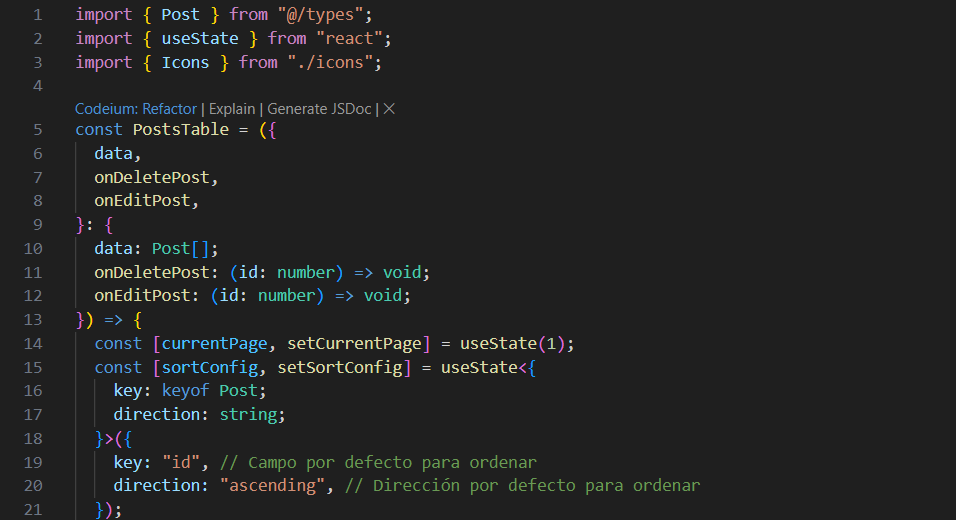 1 import { Post } from "@/types";
2 import { useState } from "react";
3 import { Icons } from "./icons";
4
Codeium: Refactor | Explain | Generate JSDoc | ×
5 const PostsTable = ({
6   data,
7   onDeletePost,
8   onEditPost,
9 }: {
10   data: Post[];
11   onDeletePost: (id: number) => void;
12   onEditPost: (id: number) => void;
13 }) => {
14   const [currentPage, setCurrentPage] = useState(1);
15   const [sortConfig, setSortConfig] = useState<{
16     key: keyof Post;
17     direction: string;
18   }>({
19     key: "id", // Campo por defecto para ordenar
20     direction: "ascending", // Dirección por defecto para ordenar
21   });